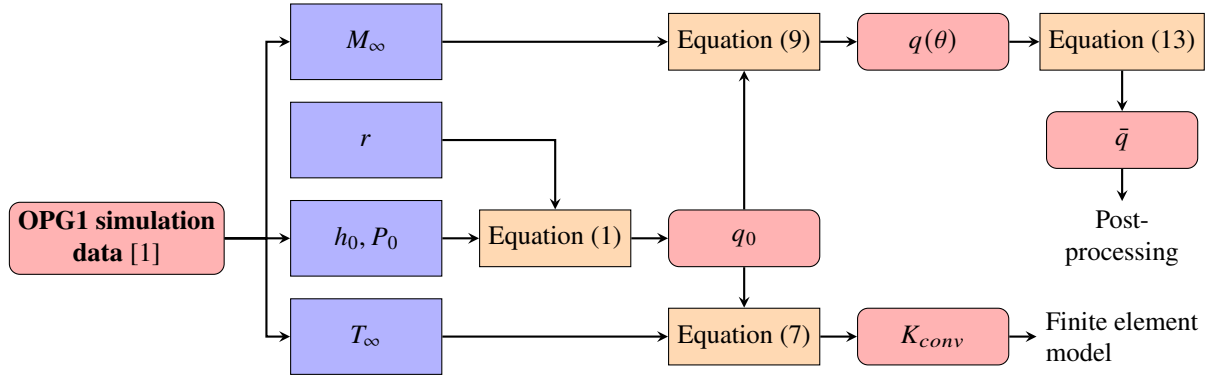 M∞
Equation (9)
q(θ)
Equation (13)
r
q̄
OPG1 simulation
data [1]
h₀, P₀
Equation (1)
q₀
Post-
processing
T∞
Equation (7)
K_conv
Finite element
model